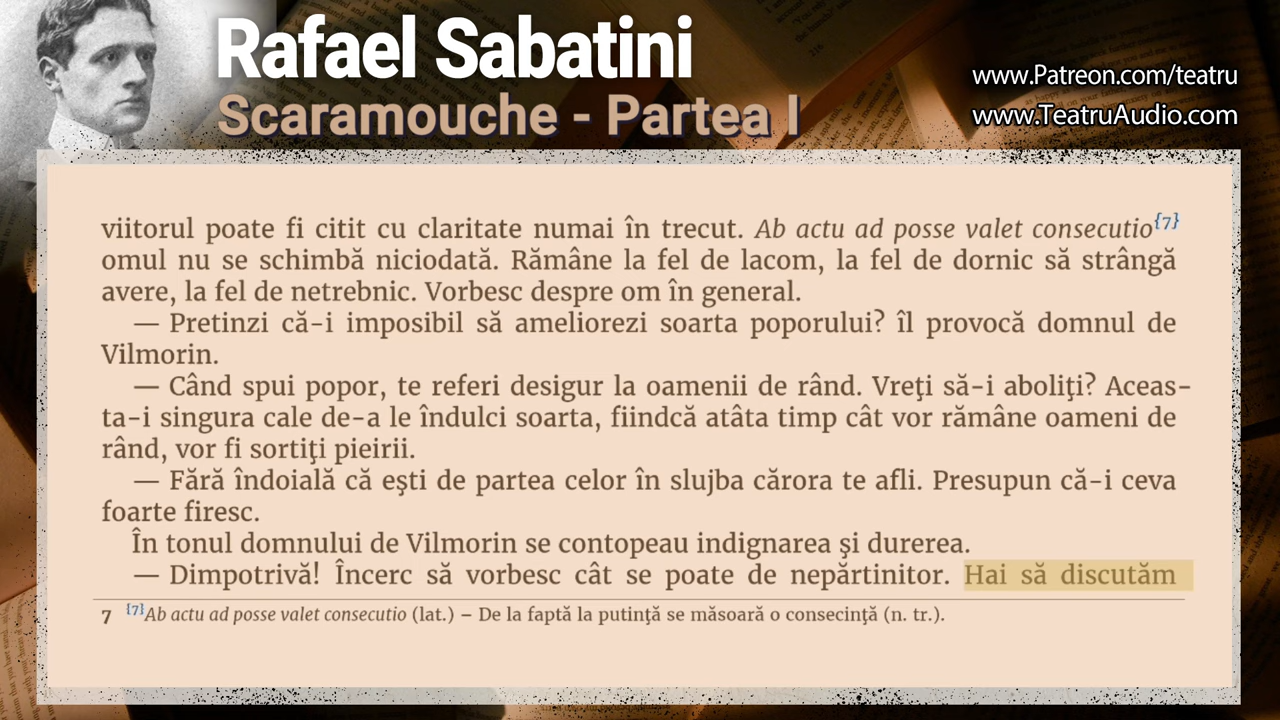 Rafael Sabatini
Scaramouche - Partea I
www.Patreon.com/teatru
www.TeatruAudio.com
viitorul poate fi citit cu claritate numai în trecut. Ab actu ad posse valet consecutio{7}
omul nu se schimbă niciodată. Rămâne la fel de lacom, la fel de dornic să strângă
avere, la fel de netrebnic. Vorbesc despre om în general.
— Pretinzi că-i imposibil să ameliorezi soarta poporului? îl provocă domnul de
Vilmorin.
— Când spui popor, te referi desigur la oamenii de rând. Vreţi să-i aboliţi? Aceas-
ta-i singura cale de-a le îndulci soarta, fiindcă atâta timp cât vor rămâne oameni de
rând, vor fi sortiţi pieirii.
— Fără îndoială că eşti de partea celor în slujba cărora te afli. Presupun că-i ceva
foarte firesc.
În tonul domnului de Vilmorin se contopeau indignarea şi durerea.
— Dimpotrivă! Încerc să vorbesc cât se poate de nepărtinitor. Hai să discutăm
7 {7}Ab actu ad posse valet consecutio (lat.) – De la faptă la putinţă se măsoară o consecinţă (n. tr.).